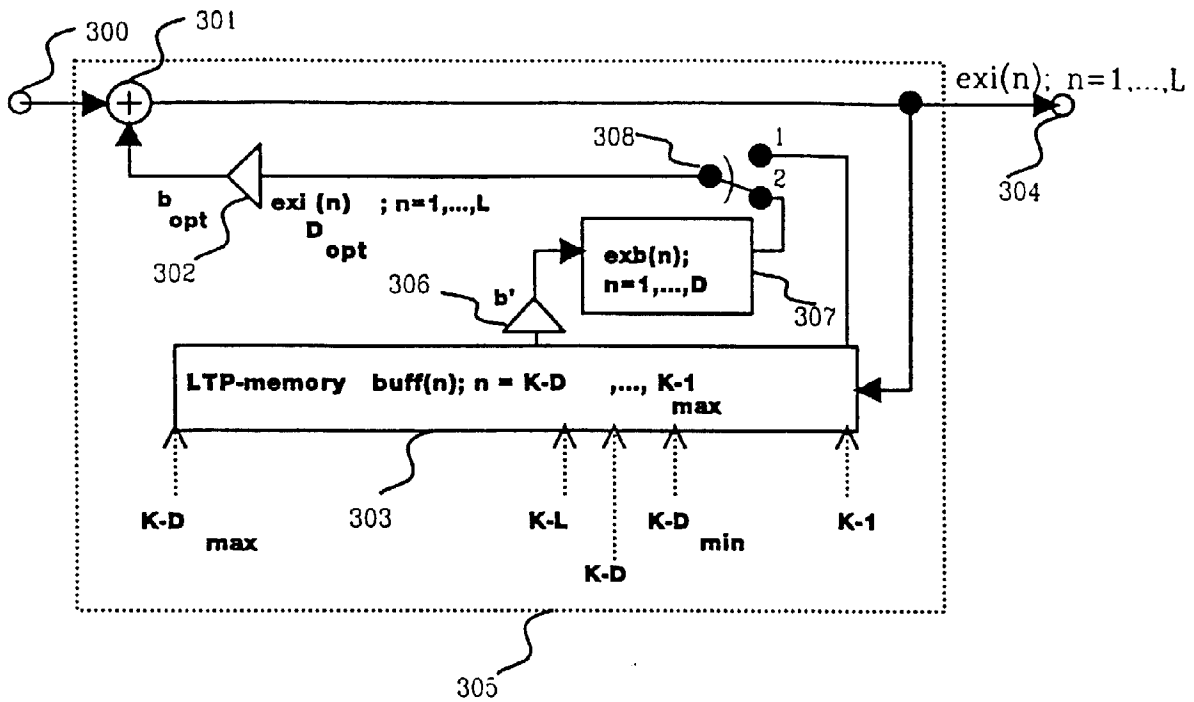 300
301
exi(n); n=1,...,L
304
308
1
2
b opt
exi (n) D opt ; n=1,...,L
302
306
b'
exb(n);
n=1,...,D
307
LTP-memory buff(n); n = K-D max ,..., K-1
303
K-D max
K-L
K-D
K-D min
K-1
305